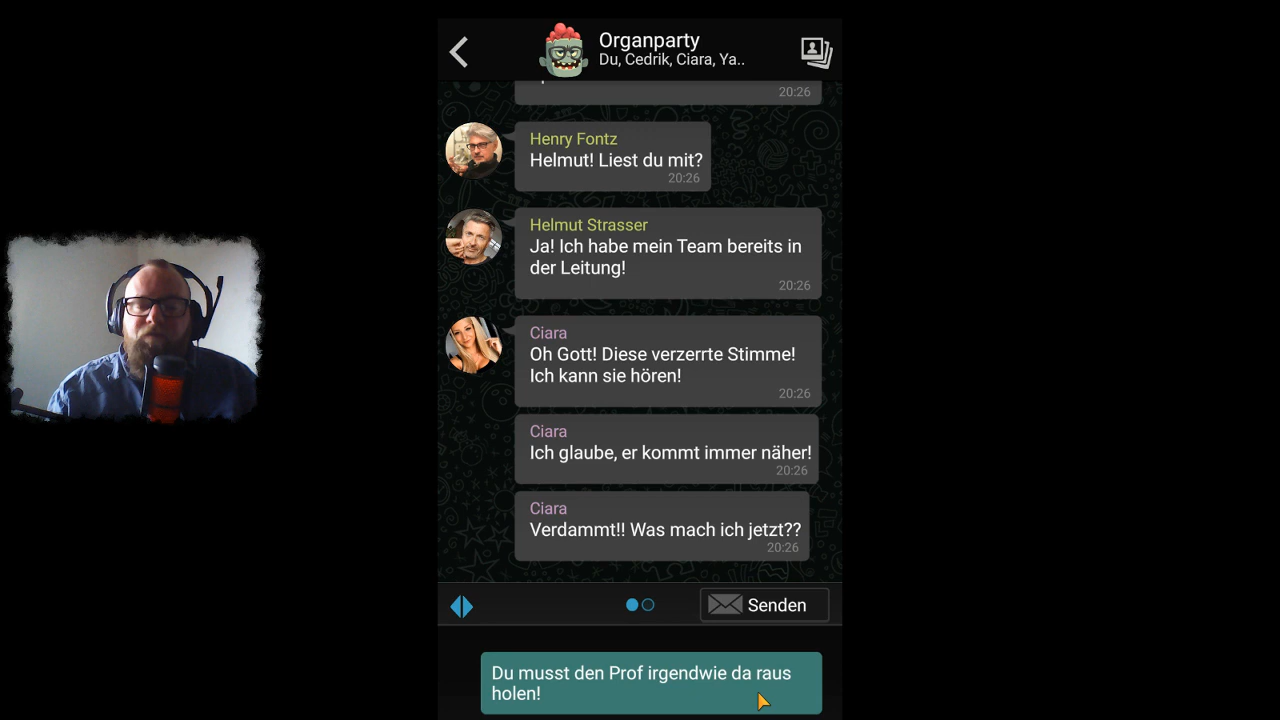 Organparty
Du, Cedrik, Ciara, Ya..
20:26
Henry Fontz
Helmut! Liest du mit?
20:26
Helmut Strasser
Ja! Ich habe mein Team bereits in
der Leitung!
20:26
Ciara
Oh Gott! Diese verzerrte Stimme!
Ich kann sie hören!
20:26
Ciara
Ich glaube, er kommt immer näher!
20:26
Ciara
Verdammt!! Was mach ich jetzt??
20:26
Senden
Du musst den Prof irgendwie da raus
holen!